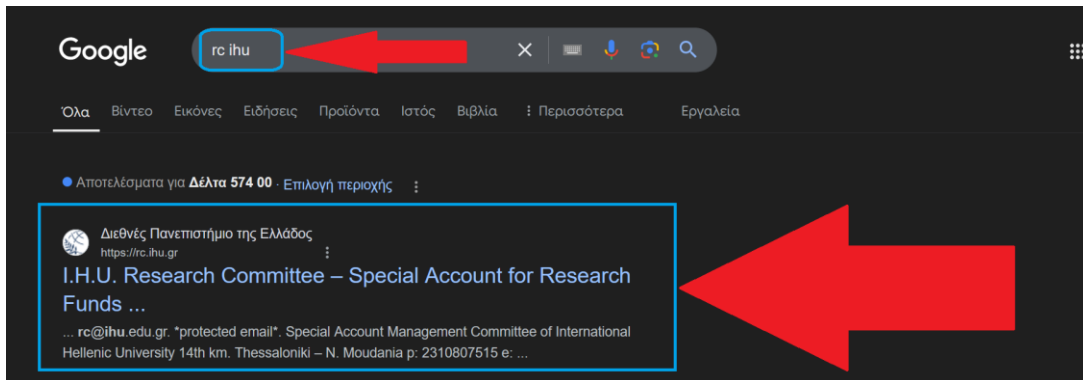 Google
rc ihu
Όλα Βίντεο Εικόνες Ειδήσεις Προϊόντα Ιστός Βιβλία Περισσότερα Εργαλεία
Αποτελέσματα για Δέλτα 574 00 · Επιλογή περιοχής
Διεθνές Πανεπιστήμιο της Ελλάδος
https://rc.ihu.gr
I.H.U. Research Committee – Special Account for Research
Funds ...
... rc@ihu.edu.gr. *protected email*. Special Account Management Committee of International
Hellenic University 14th km. Thessaloniki – N. Moudania p: 2310807515 e: ...